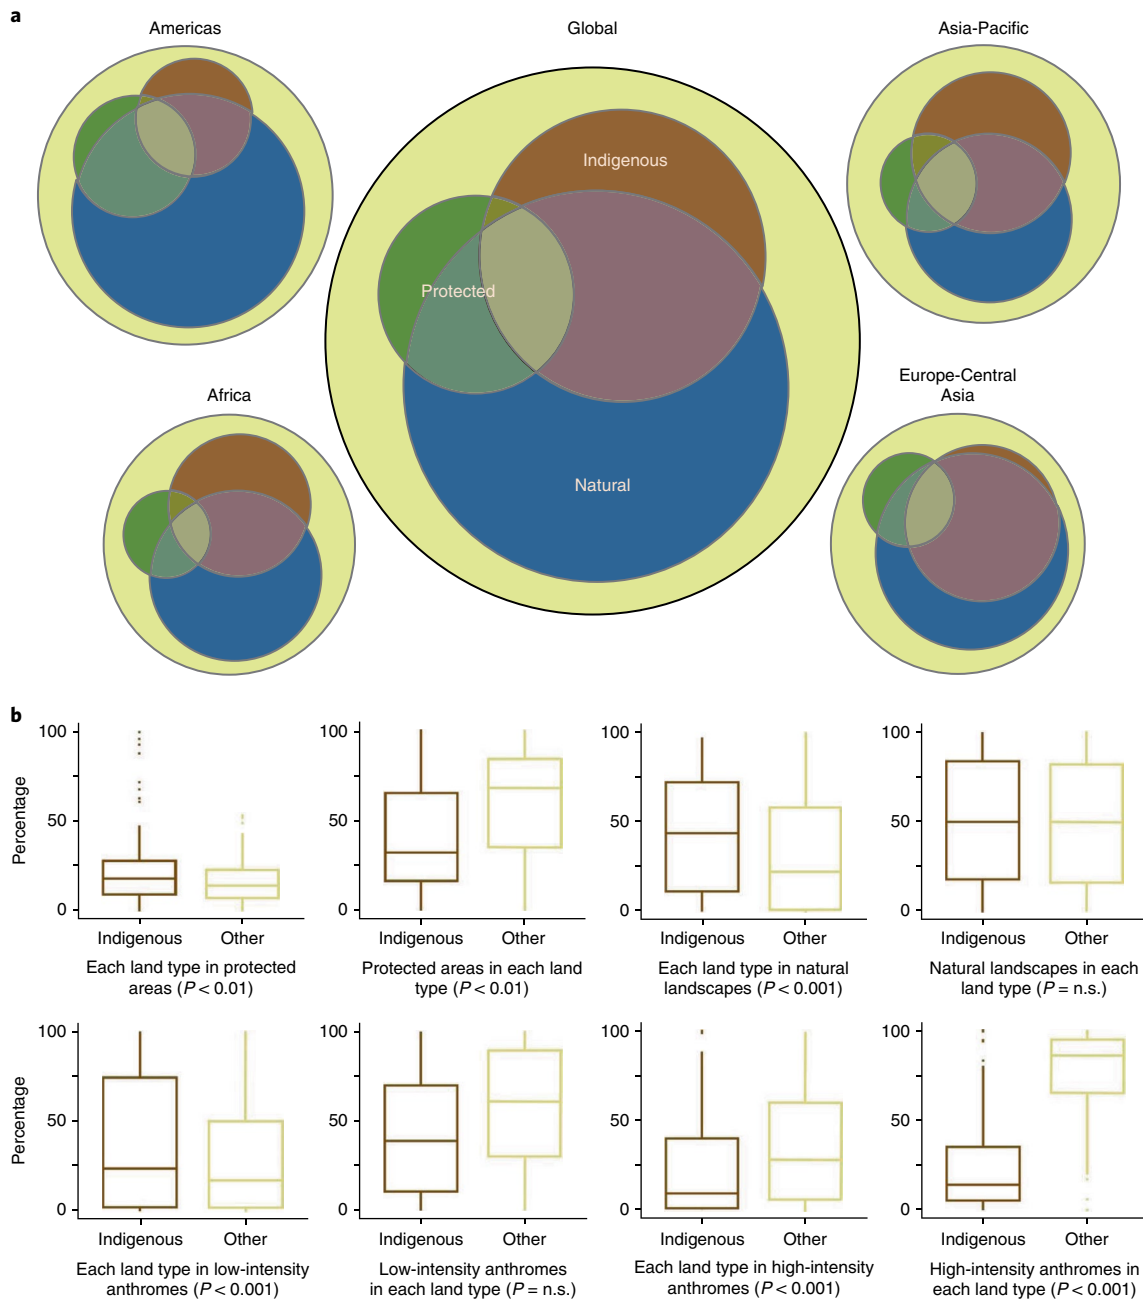 a
Americas
Global
Asia-Pacific
Indigenous
Protected
Natural
Africa
Europe-Central
Asia
b
Percentage
100
50
0
Indigenous Other
Each land type in protected
areas (P < 0.01)
100
50
0
Indigenous Other
Protected areas in each land
type (P < 0.01)
100
50
0
Indigenous Other
Each land type in natural
landscapes (P < 0.001)
100
50
0
Indigenous Other
Natural landscapes in each
land type (P = n.s.)
Percentage
100
50
0
Indigenous Other
Each land type in low-intensity
anthromes (P < 0.001)
100
50
0
Indigenous Other
Low-intensity anthromes
in each land type (P = n.s.)
100
50
0
Indigenous Other
Each land type in high-intensity
anthromes (P < 0.001)
100
50
0
Indigenous Other
High-intensity anthromes in
each land type (P < 0.001)